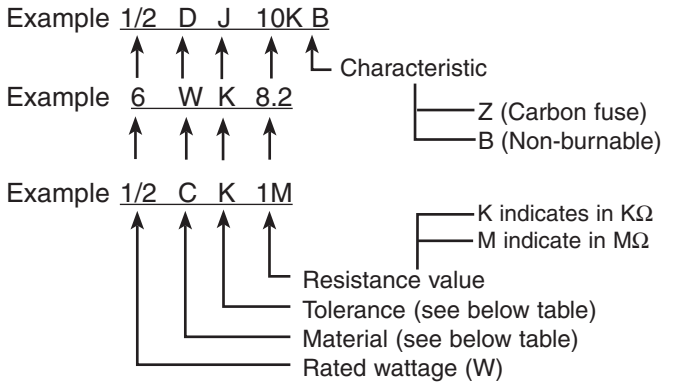 Example 1/2 D J 10K B
Characteristic
Example 6 W K 8.2
Z (Carbon fuse)
B (Non-burnable)
Example 1/2 C K 1M
K indicates in KΩ
M indicate in MΩ
Resistance value
Tolerance (see below table)
Material (see below table)
Rated wattage (W)